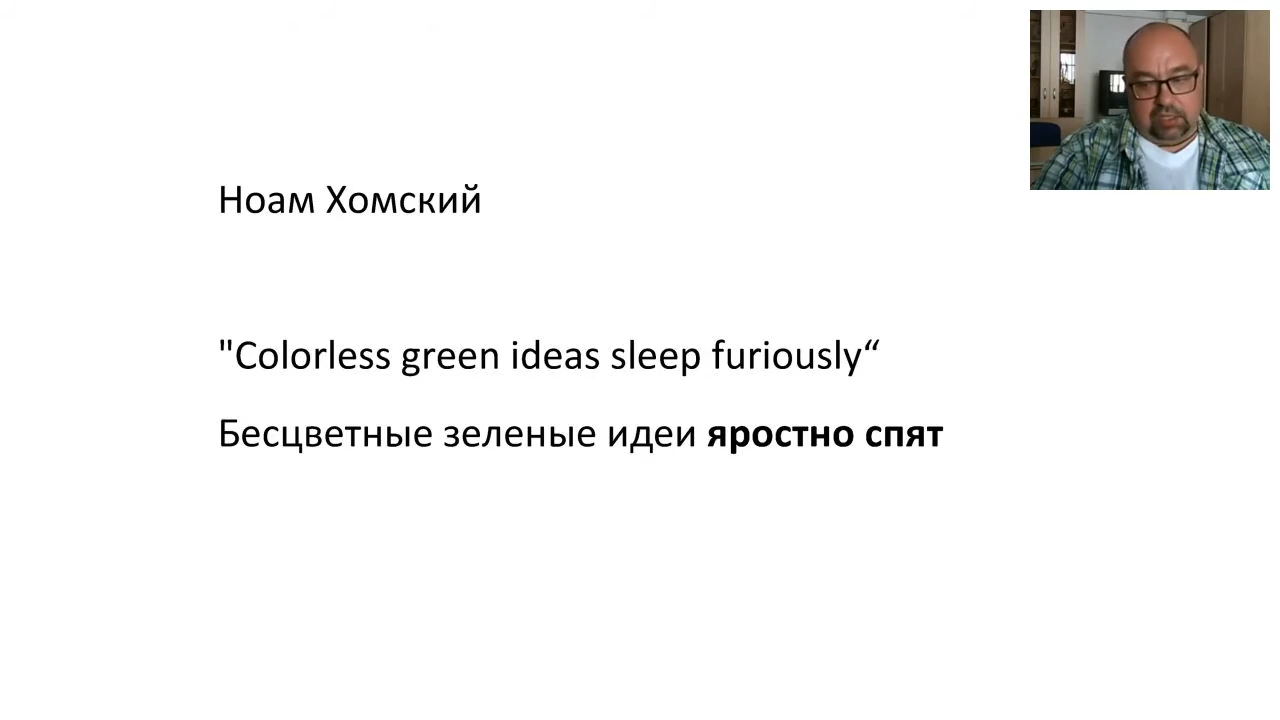 Ноам Хомский
"Colorless green ideas sleep furiously“
Бесцветные зеленые идеи яростно спят